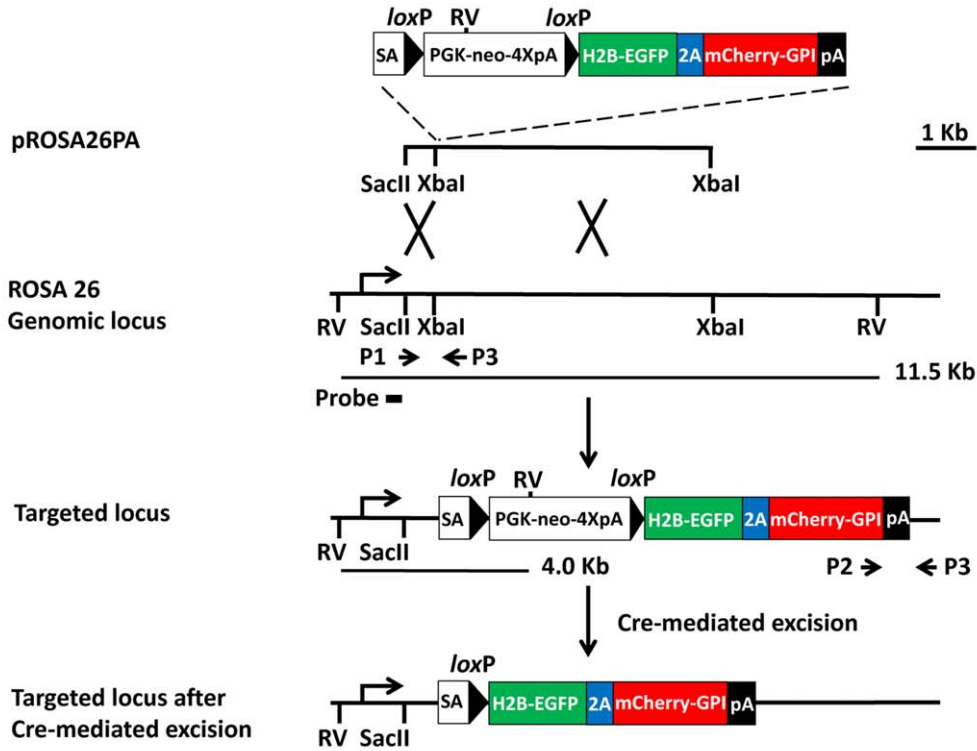 loxP RV loxP
SA PGK-neo-4XpA H2B-EGFP 2A mCherry-GPI pA
pROSA26PA
1 Kb
SacII XbaI XbaI
ROSA 26
Genomic locus
RV SacII XbaI XbaI RV
P1 P3
11.5 Kb
Probe
loxP RV loxP
Targeted locus
SA PGK-neo-4XpA H2B-EGFP 2A mCherry-GPI pA
RV SacII
4.0 Kb P2 P3
Cre-mediated excision
loxP
Targeted locus after
Cre-mediated excision
SA H2B-EGFP 2A mCherry-GPI pA
RV SacII